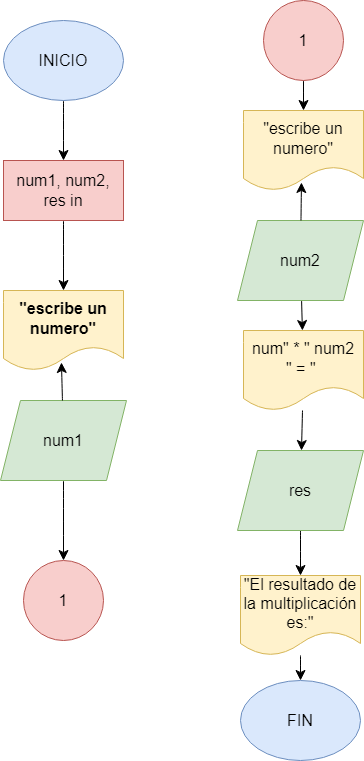 INICIO
num1, num2,
res in
"escribe un
numero"
num1
1
1
"escribe un
numero"
num2
num" * " num2
" = "
res
"El resultado de
la multiplicación
es:"
FIN